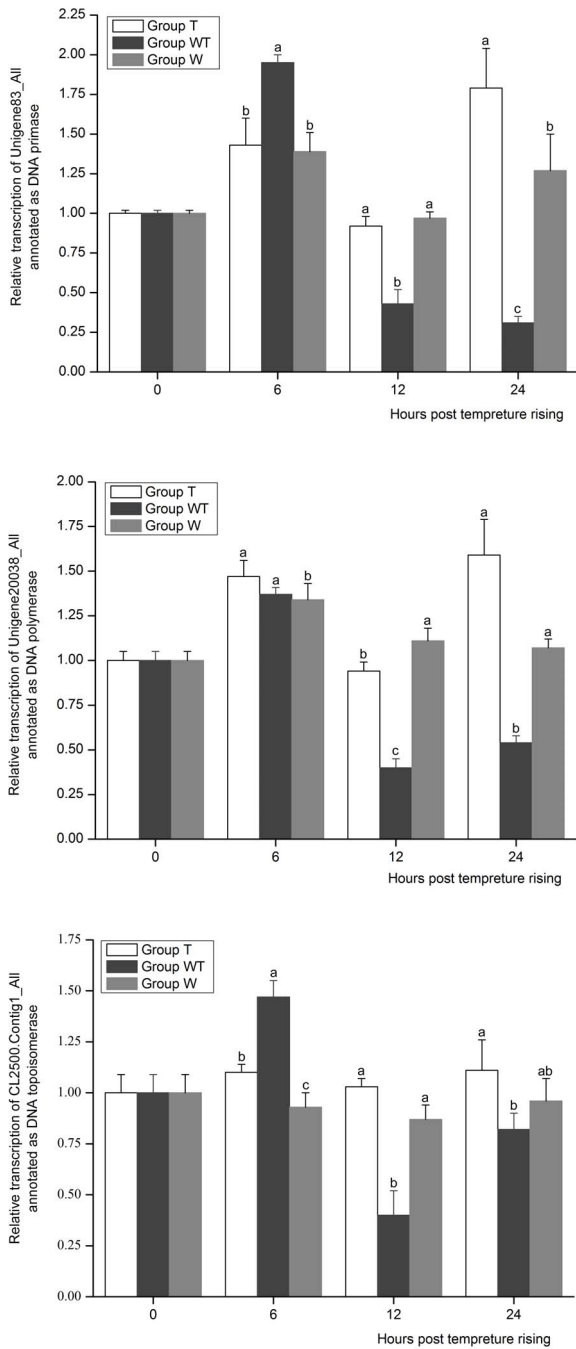 Relative transcription of Unigene83_All
annotated as DNA primase
2.25
2.00
1.75
1.50
1.25
1.00
0.75
0.50
0.25
0.00
Group T
Group WT
Group W
b
a
b
a
b
a
a
c
b
0
6
12
24
Hours post tempreture rising
Relative transcription of Unigene20038_All
annotated as DNA polymerase
2.00
1.75
1.50
1.25
1.00
0.75
0.50
0.25
0.00
Group T
Group WT
Group W
a
a
b
b
c
a
a
b
a
0
6
12
24
Hours post tempreture rising
Relative transcription of CL2500.Contig1_All
annotated as DNA topoisomerase
1.75
1.50
1.25
1.00
0.75
0.50
0.25
0.00
Group T
Group WT
Group W
b
a
c
a
b
a
a
b
ab
0
6
12
24
Hours post tempreture rising